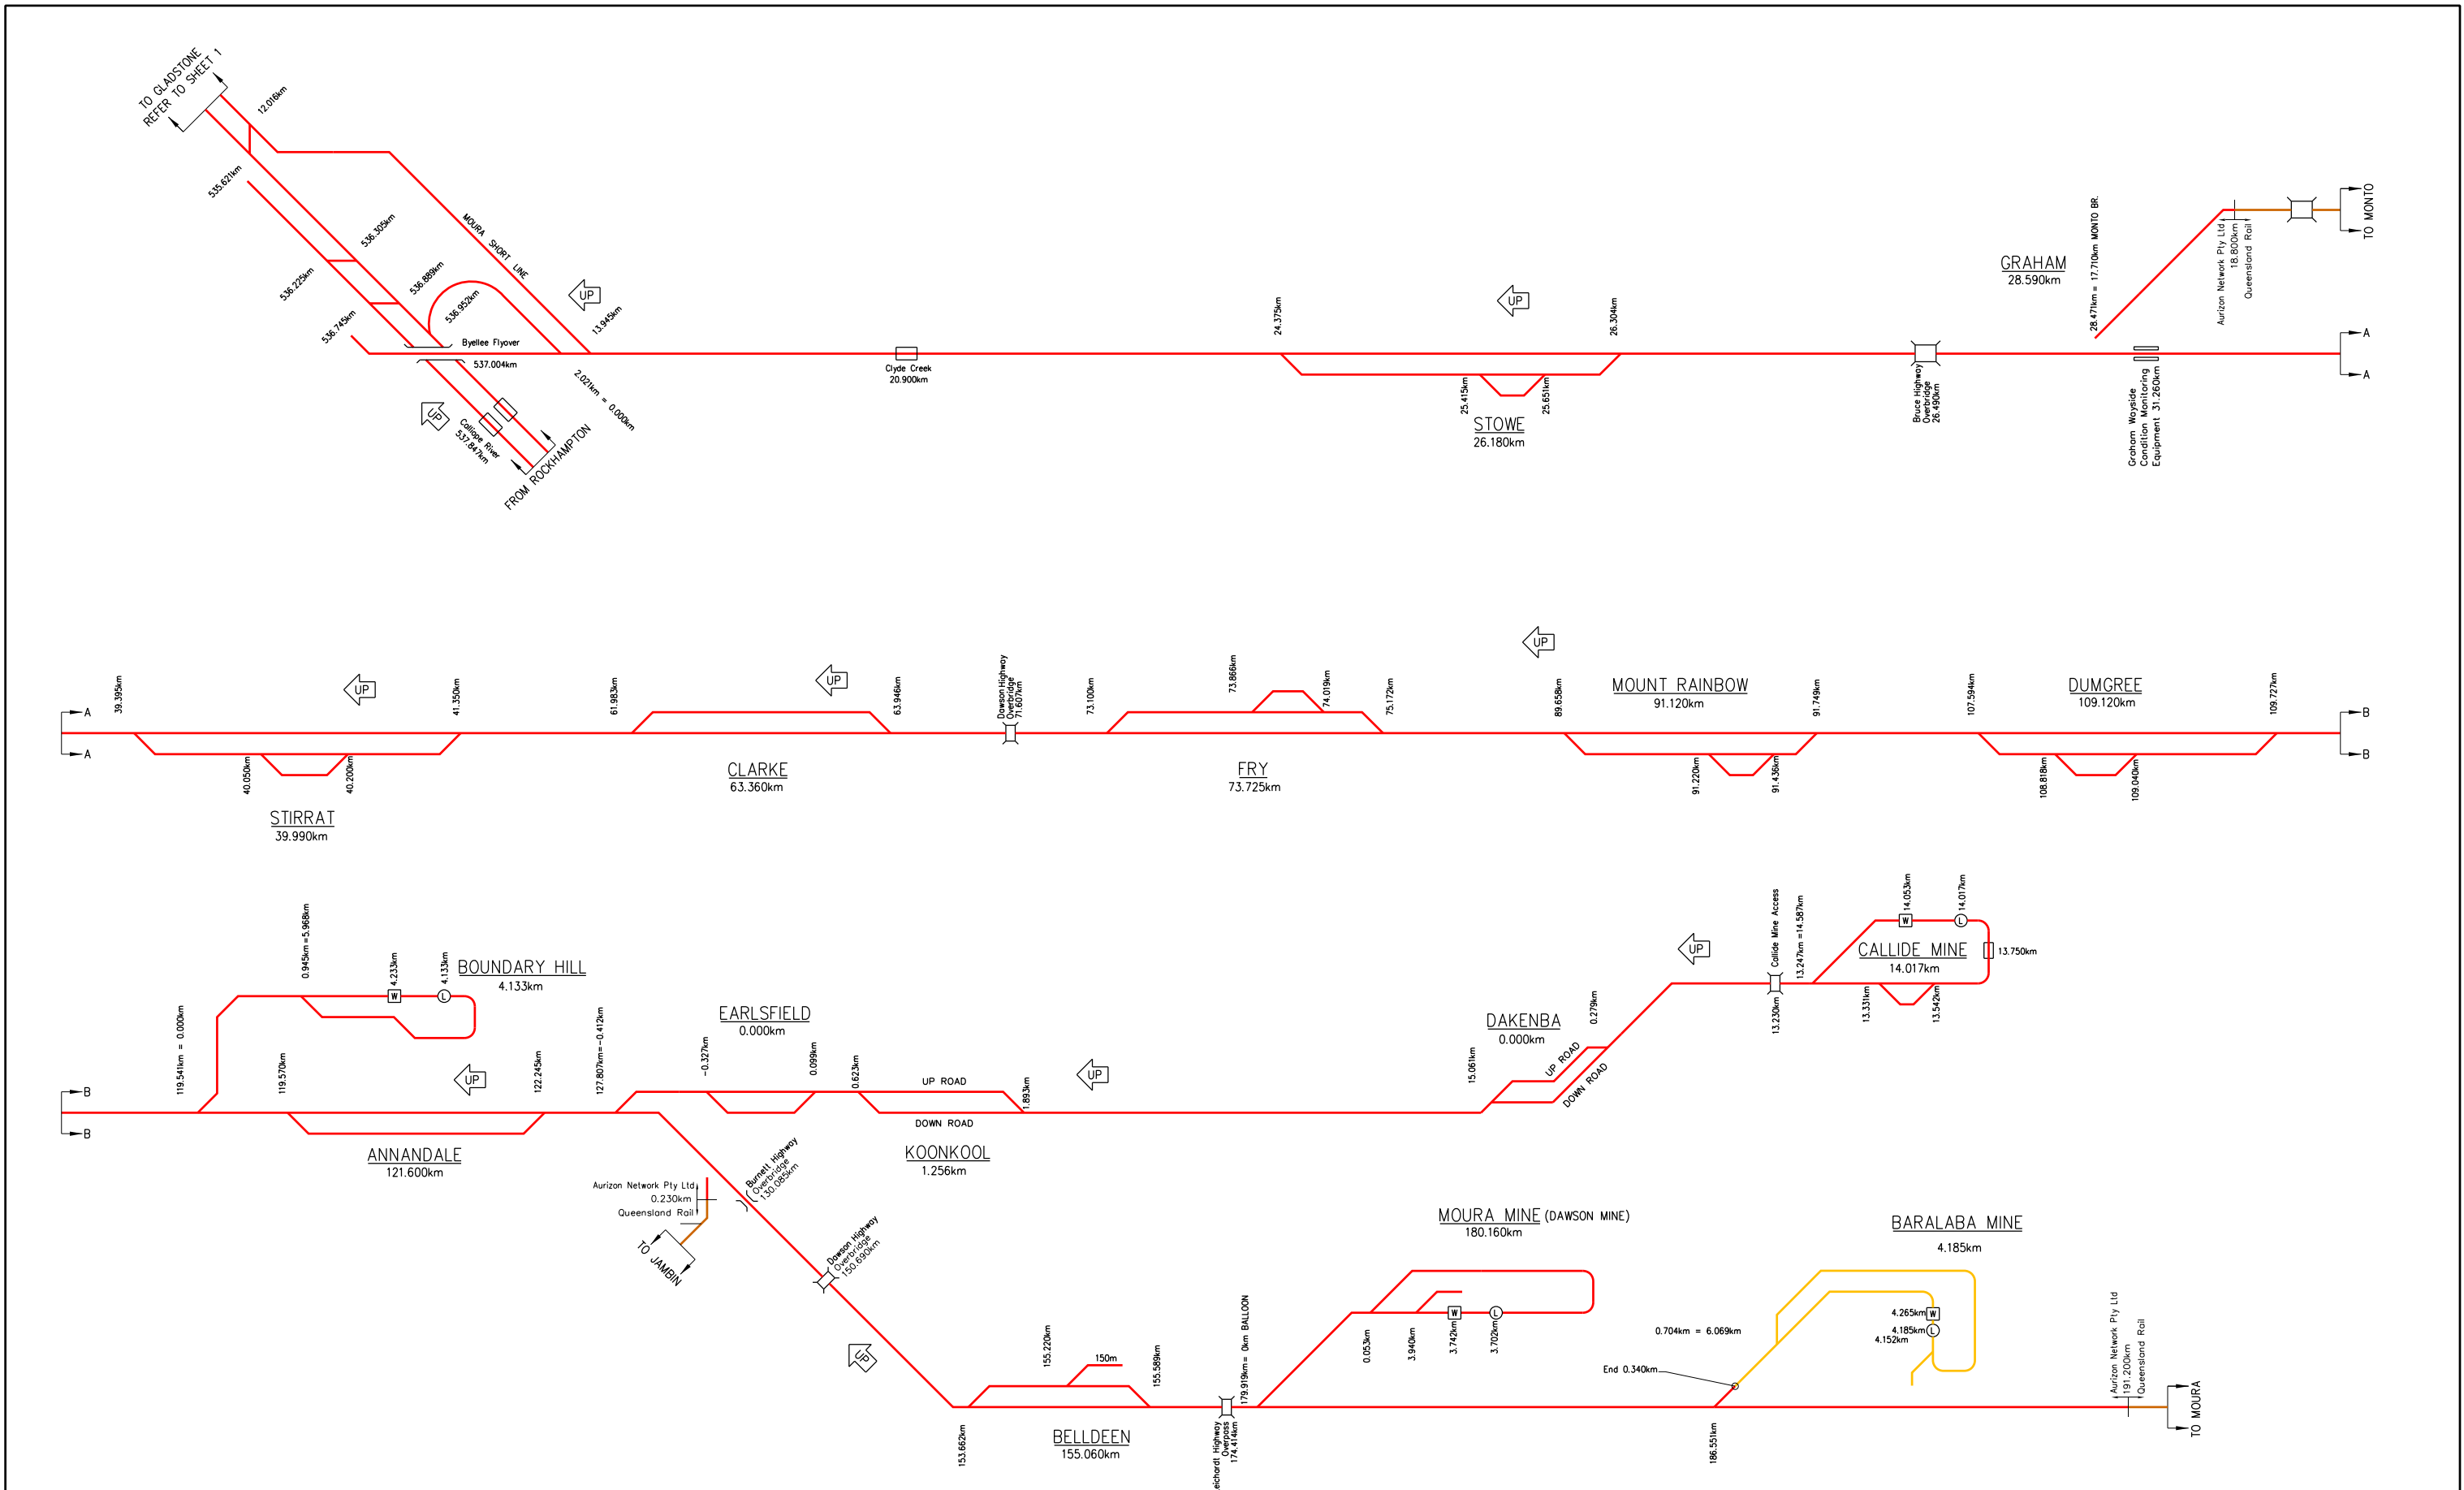 TO GLADSTONE
REFER TO SHEET 1
12.016km
535.621km
536.305km
536.225km
536.889km
536.952km
536.745km
MOURA SHORT LINE
UP
13.945km
Byellee Flyover
537.004km
2.021km = 0.000km
UP
Calliope River
537.847km
FROM ROCKHAMPTON
Clyde Creek
20.900km
24.375km
UP
26.304km
25.415km
25.651km
STOWE
26.180km
Bruce Highway
Overbridge
26.490km
GRAHAM
28.590km
28.471km = 17.710km MONTO BR.
Aurizon Network Pty Ltd
18.800km
Queensland Rail
TO MONTO
Graham Wayside
Condition Monitoring
Equipment 31.260km
A
A
A
A
39.395km
UP
41.350km
40.050km
40.200km
STIRRAT
39.990km
61.983km
UP
63.946km
CLARKE
63.360km
Dawson Highway
Overbridge
71.607km
73.100km
73.866km
74.019km
75.172km
FRY
73.725km
UP
89.658km
MOUNT RAINBOW
91.120km
91.749km
91.220km
91.436km
107.594km
DUMGREE
109.120km
109.727km
108.818km
109.040km
B
B
B
B
119.541km = 0.000km
0.945km=5.968km
W
4.233km
L
4.133km
BOUNDARY HILL
4.133km
119.570km
UP
122.245km
ANNANDALE
121.600km
127.807km=-0.412km
EARLSFIELD
0.000km
-0.327km
0.099km
0.623km
UP ROAD
DOWN ROAD
1.893km
KOONKOOL
1.256km
UP
15.061km
DAKENBA
0.000km
UP ROAD
DOWN ROAD
0.279km
UP
Callide Mine Access
13.230km
13.247km =14.587km
W
14.053km
L
14.017km
CALLIDE MINE
14.017km
13.750km
13.331km
13.542km
Aurizon Network Pty Ltd
0.230km
Queensland Rail
TO JAMBIN
Burnett Highway
Overbridge
130.085km
Dawson Highway
Overbridge
150.690km
UP
153.662km
155.220km
150m
155.589km
BELLDEEN
155.060km
eichardt Highway
Overpass
174.414km
179.919km= 0km BALLOON
MOURA MINE (DAWSON MINE)
180.160km
0.053km
3.940km
W
3.742km
L
3.702km
BARALABA MINE
4.185km
0.704km = 6.069km
4.265km W
4.185km L
4.152km
End 0.340km
186.551km
Aurizon Network Pty Ltd
191.200km
Queensland Rail
TO MOURA